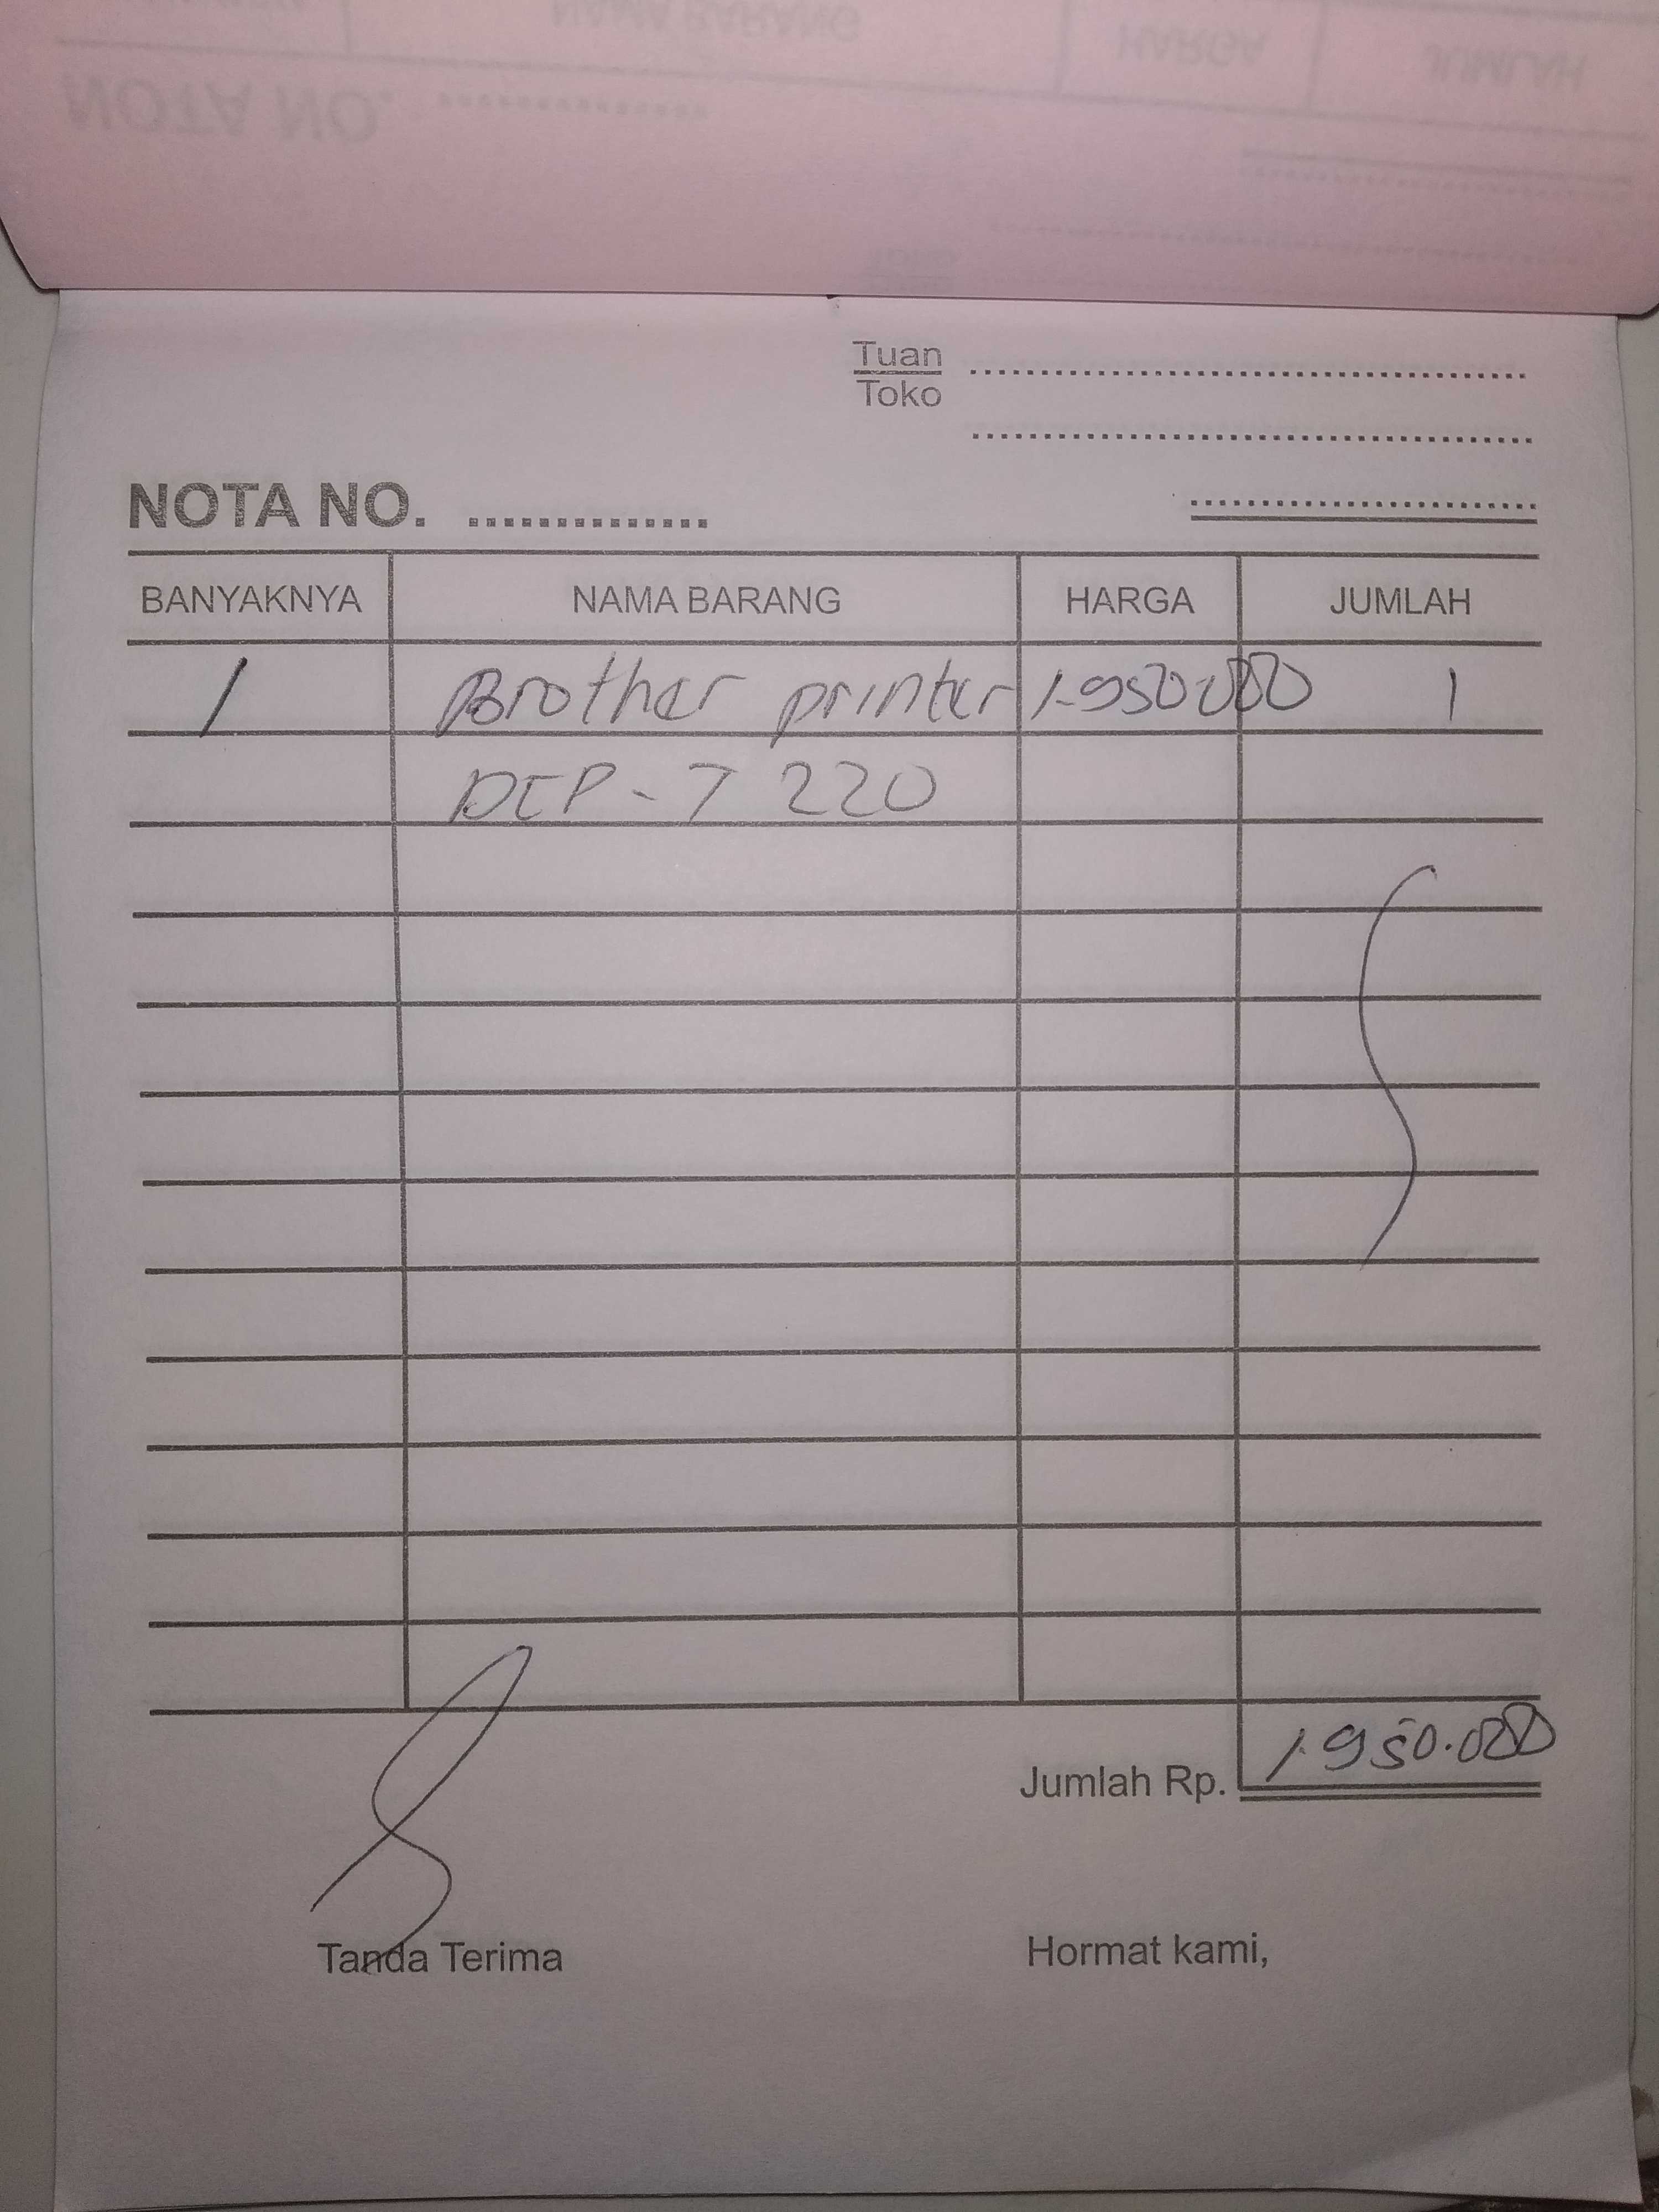 Tuan
Toko
NOTA NO. ..............
BANYAKNYA NAMA BARANG HARGA JUMLAH
1 Brother printer 1.950.000 1
DCP - T 220
Jumlah Rp. 1.950.000
Tanda Terima Hormat kami,